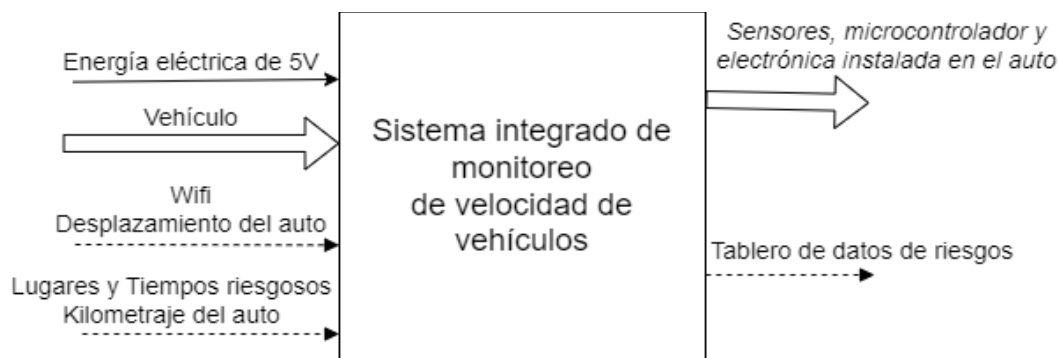 Energía eléctrica de 5V
Vehículo
Wifi
Desplazamiento del auto
Lugares y Tiempos riesgosos
Kilometraje del auto
Sistema integrado de
monitoreo
de velocidad de
vehículos
Sensores, microcontrolador y
electrónica instalada en el auto
Tablero de datos de riesgos